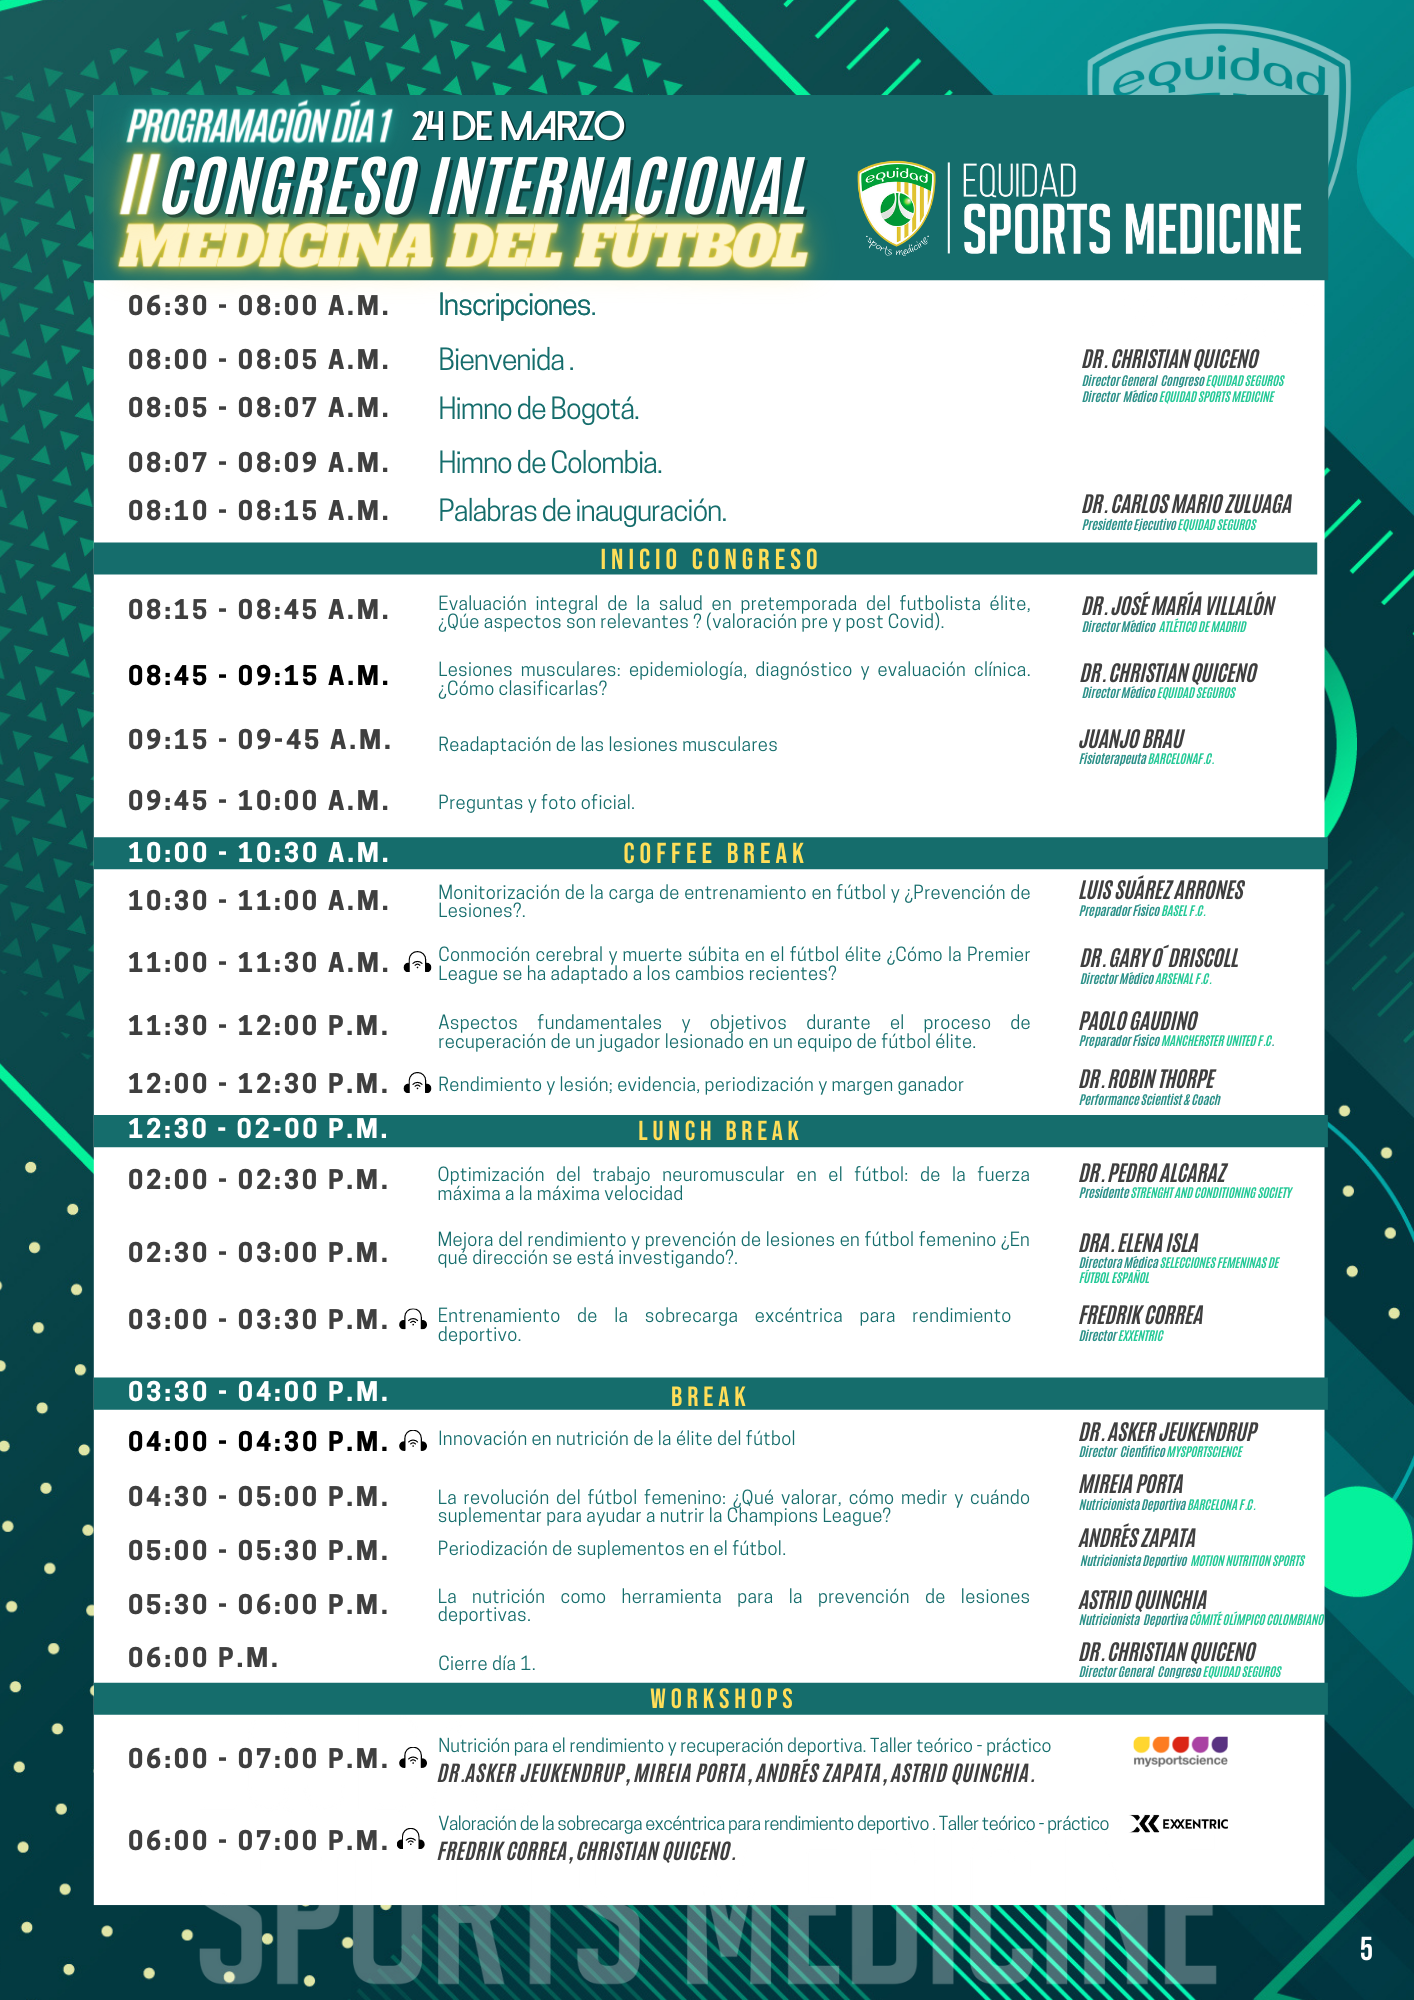 equidad
PROGRAMACIÓN DÍA 1 24 DE MARZO
II CONGRESO INTERNACIONAL
MEDICINA DEL FÚTBOL
equidad
sports medicine
EQUIDAD
SPORTS MEDICINE
06:30 - 08:00 A.M. Inscripciones.
08:00 - 08:05 A.M. Bienvenida . DR. CHRISTIAN QUICENO
Director General Congreso EQUIDAD SEGUROS
Director Médico EQUIDAD SPORTS MEDICINE
08:05 - 08:07 A.M. Himno de Bogotá.
08:07 - 08:09 A.M. Himno de Colombia.
08:10 - 08:15 A.M. Palabras de inauguración. DR. CARLOS MARIO ZULUAGA
Presidente Ejecutivo EQUIDAD SEGUROS
INICIO CONGRESO
08:15 - 08:45 A.M. Evaluación integral de la salud en pretemporada del futbolista élite,
¿Qúe aspectos son relevantes ? (valoración pre y post Covid).
DR. JOSÉ MARÍA VILLALÓN
Director Médico ATLÉTICO DE MADRID
08:45 - 09:15 A.M. Lesiones musculares: epidemiología, diagnóstico y evaluación clínica.
¿Cómo clasificarlas?
DR. CHRISTIAN QUICENO
Director Médico EQUIDAD SEGUROS
09:15 - 09-45 A.M. Readaptación de las lesiones musculares JUANJO BRAU
Fisioterapeuta BARCELONAF.C.
09:45 - 10:00 A.M. Preguntas y foto oficial.
10:00 - 10:30 A.M. COFFEE BREAK
10:30 - 11:00 A.M. Monitorización de la carga de entrenamiento en fútbol y ¿Prevención de
Lesiones?.
LUIS SUÁREZ ARRONES
Preparador Físico BASEL F.C.
11:00 - 11:30 A.M. Conmoción cerebral y muerte súbita en el fútbol élite ¿Cómo la Premier
League se ha adaptado a los cambios recientes?
DR. GARY O´DRISCOLL
Director Médico ARSENAL F.C.
11:30 - 12:00 P.M. Aspectos fundamentales y objetivos durante el proceso de
recuperación de un jugador lesionado en un equipo de fútbol élite.
PAOLO GAUDINO
Preparador Físico MANCHERSTER UNITED F.C.
12:00 - 12:30 P.M. Rendimiento y lesión; evidencia, periodización y margen ganador DR. ROBIN THORPE
Performance Scientist & Coach
12:30 - 02-00 P.M. LUNCH BREAK
02:00 - 02:30 P.M. Optimización del trabajo neuromuscular en el fútbol: de la fuerza
máxima a la máxima velocidad
DR. PEDRO ALCARAZ
Presidente STRENGHT AND CONDITIONING SOCIETY
02:30 - 03:00 P.M. Mejora del rendimiento y prevención de lesiones en fútbol femenino ¿En
qué dirección se está investigando?.
DRA. ELENA ISLA
Directora Médica SELECCIONES FEMENINAS DE
FÚTBOL ESPAÑOL
03:00 - 03:30 P.M. Entrenamiento de la sobrecarga excéntrica para rendimiento
deportivo.
FREDRIK CORREA
Director EXXENTRIC
03:30 - 04:00 P.M. BREAK
04:00 - 04:30 P.M. Innovación en nutrición de la élite del fútbol DR. ASKER JEUKENDRUP
Director Científico MYSPORTSCIENCE
04:30 - 05:00 P.M. La revolución del fútbol femenino: ¿Qué valorar, cómo medir y cuándo
suplementar para ayudar a nutrir la Champions League?
MIREIA PORTA
Nutricionista Deportiva BARCELONA F.C.
05:00 - 05:30 P.M. Periodización de suplementos en el fútbol. ANDRÉS ZAPATA
Nutricionista Deportivo MOTION NUTRITION SPORTS
05:30 - 06:00 P.M. La nutrición como herramienta para la prevención de lesiones
deportivas.
ASTRID QUINCHIA
Nutricionista Deportiva CÓMITÉ OLÍMPICO COLOMBIANO
06:00 P.M. Cierre día 1. DR. CHRISTIAN QUICENO
Director General Congreso EQUIDAD SEGUROS
WORKSHOPS
06:00 - 07:00 P.M. Nutrición para el rendimiento y recuperación deportiva. Taller teórico - práctico
DR.ASKER JEUKENDRUP, MIREIA PORTA, ANDRÉS ZAPATA, ASTRID QUINCHIA.
mysportscience
06:00 - 07:00 P.M. Valoración de la sobrecarga excéntrica para rendimiento deportivo . Taller teórico - práctico
FREDRIK CORREA, CHRISTIAN QUICENO.
EXXENTRIC
SPORTS MEDICINE
5